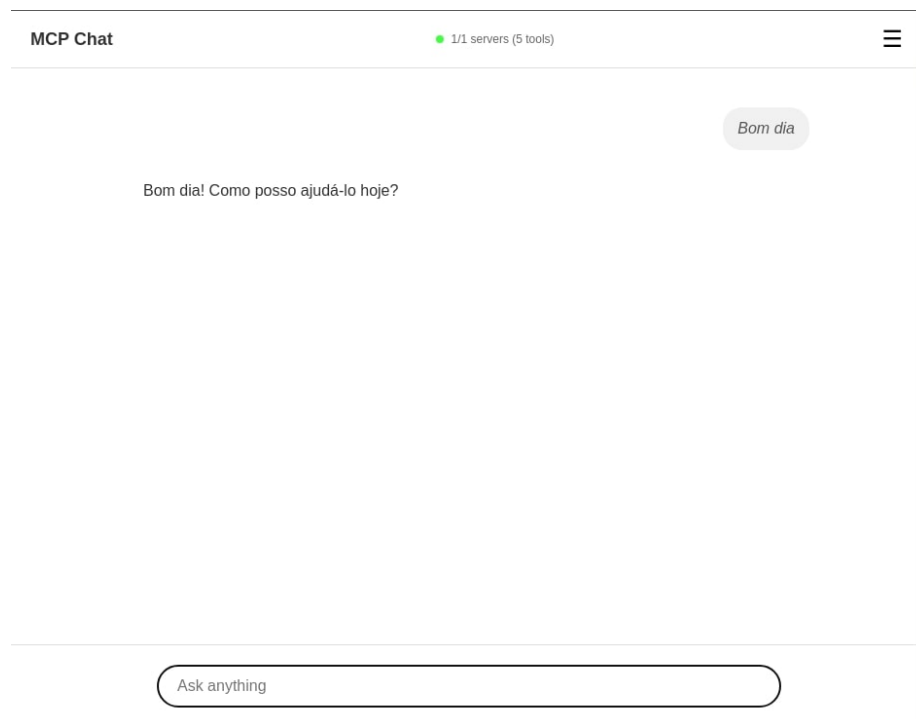 MCP Chat
1/1 servers (5 tools)
Bom dia
Bom dia! Como posso ajudá-lo hoje?
Ask anything